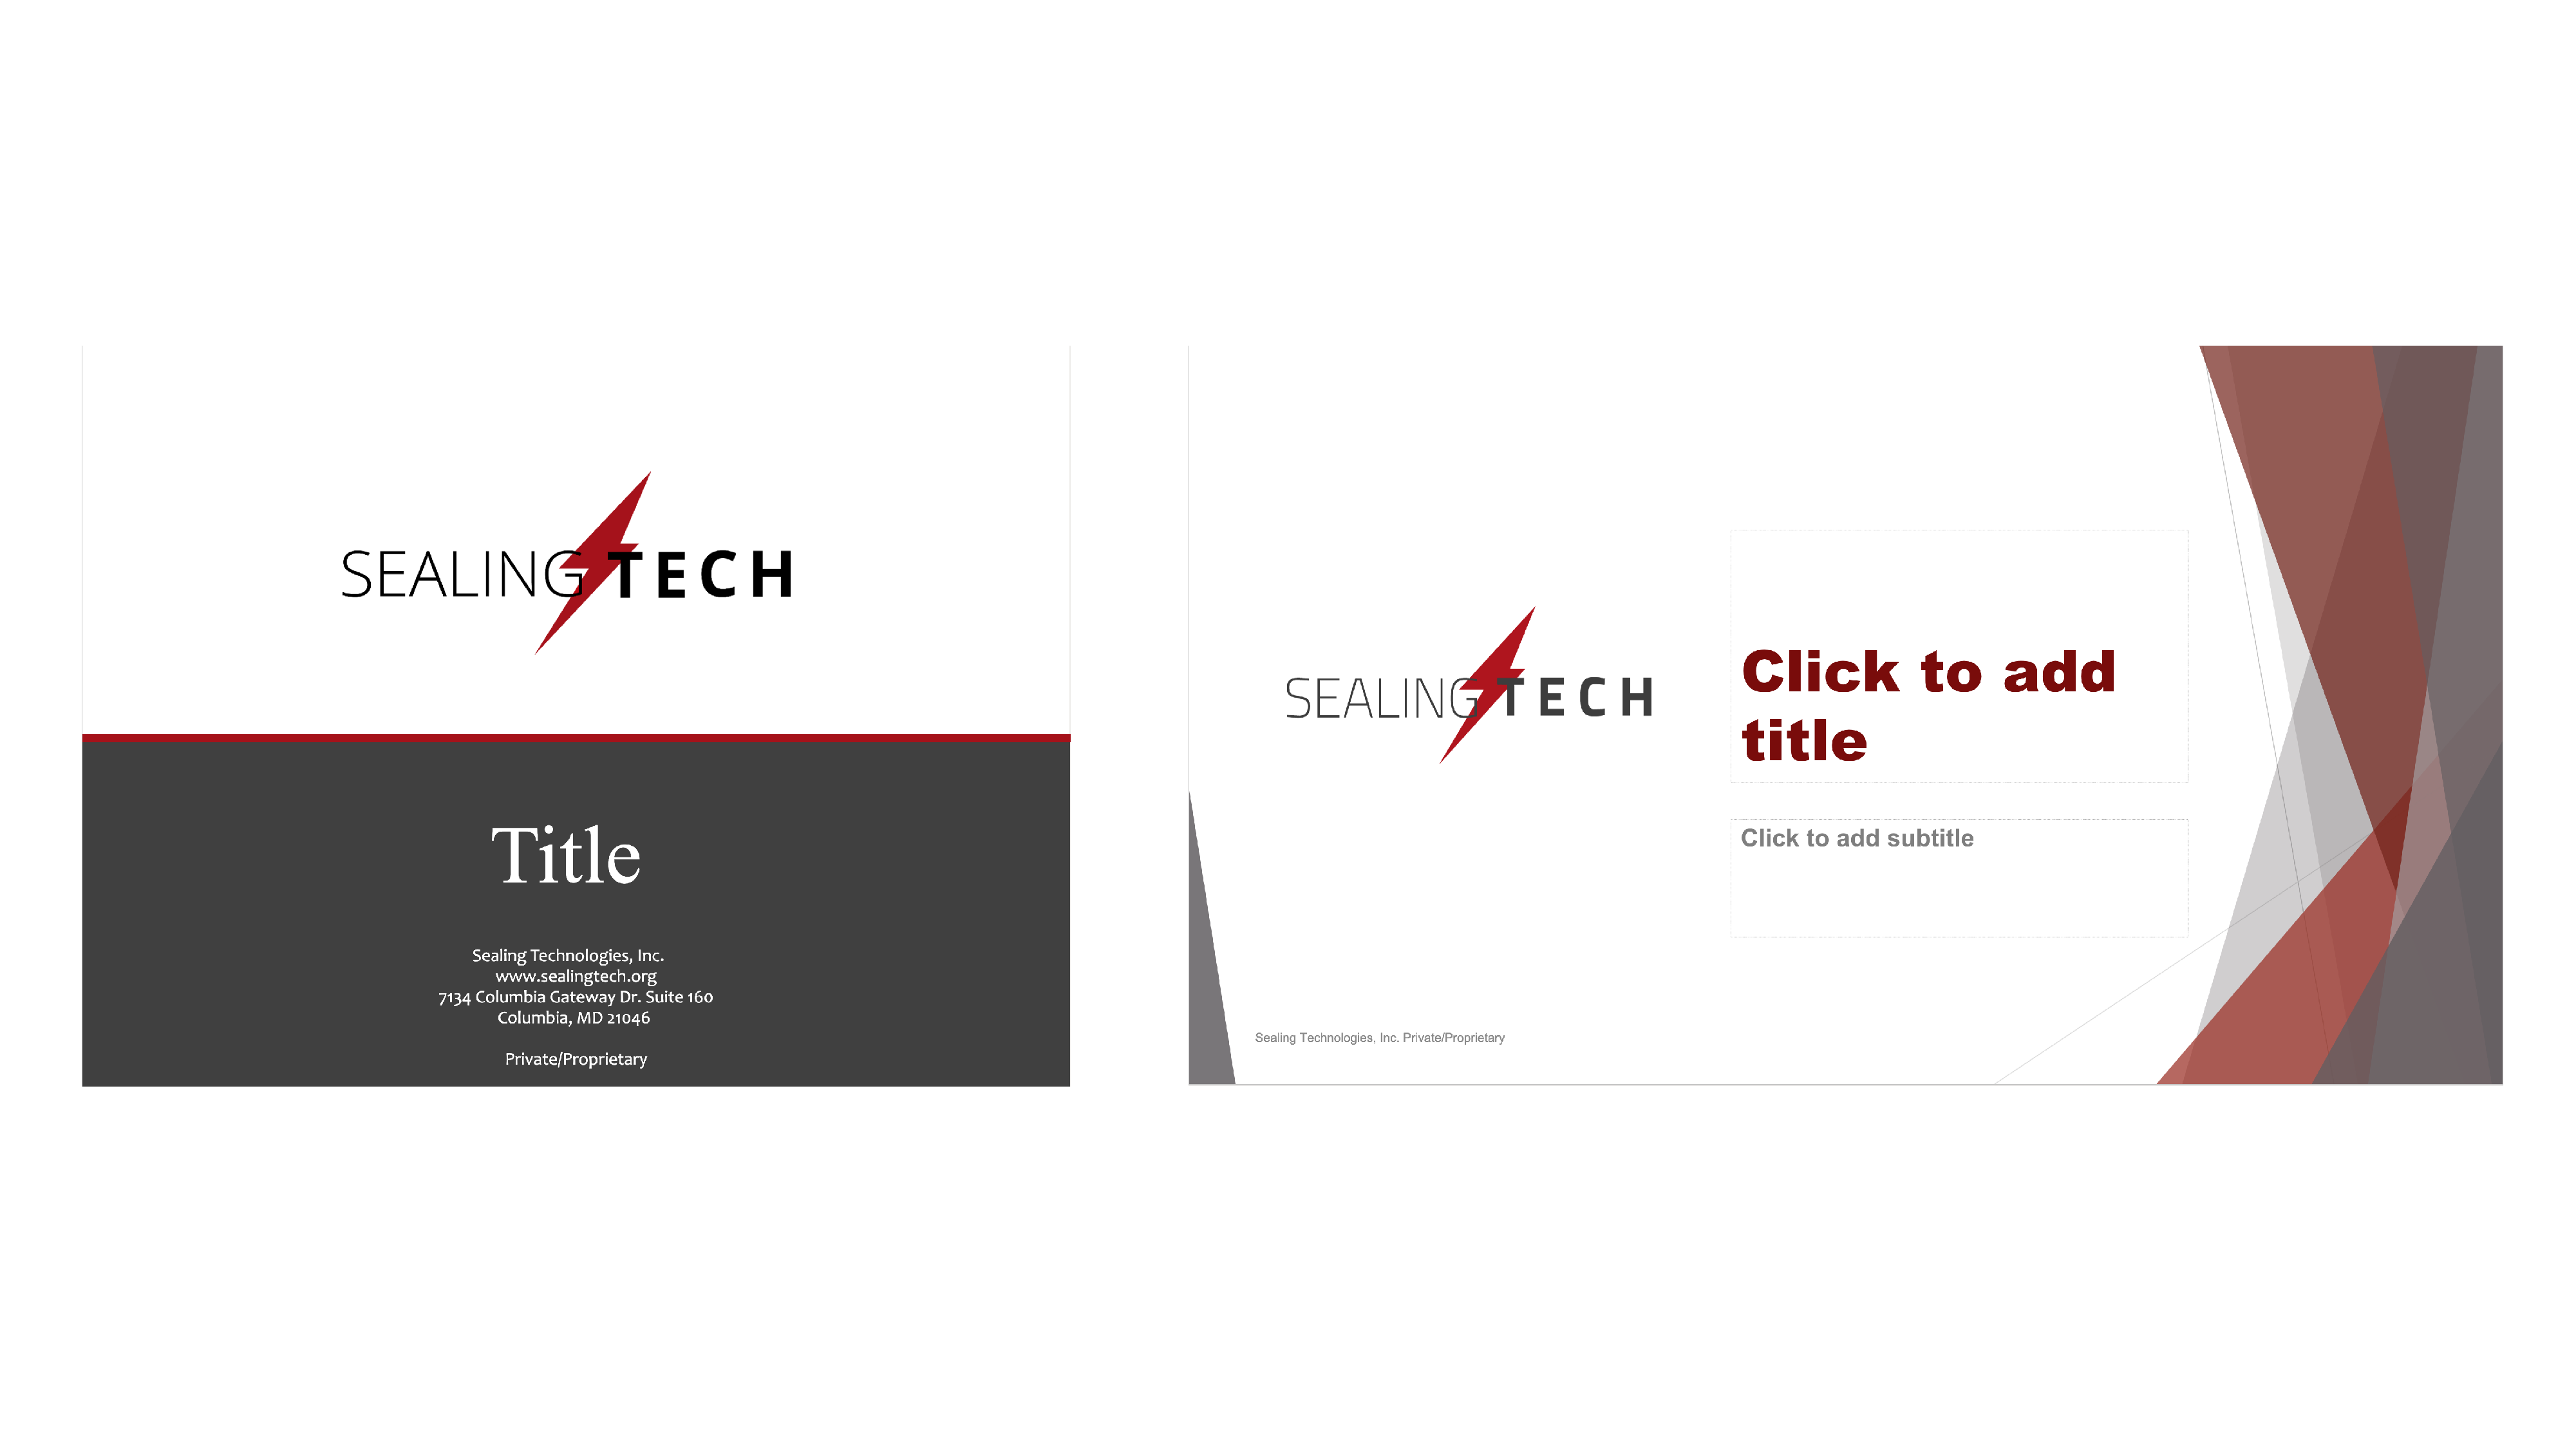 SEALING TECH
Title
Sealing Technologies, Inc.
www.sealingtech.org
7134 Columbia Gateway Dr. Suite 160
Columbia, MD 21046
Private/Proprietary
SEALING TECH
Click to add
title
Click to add subtitle
Sealing Technologies, Inc. Private/Proprietary